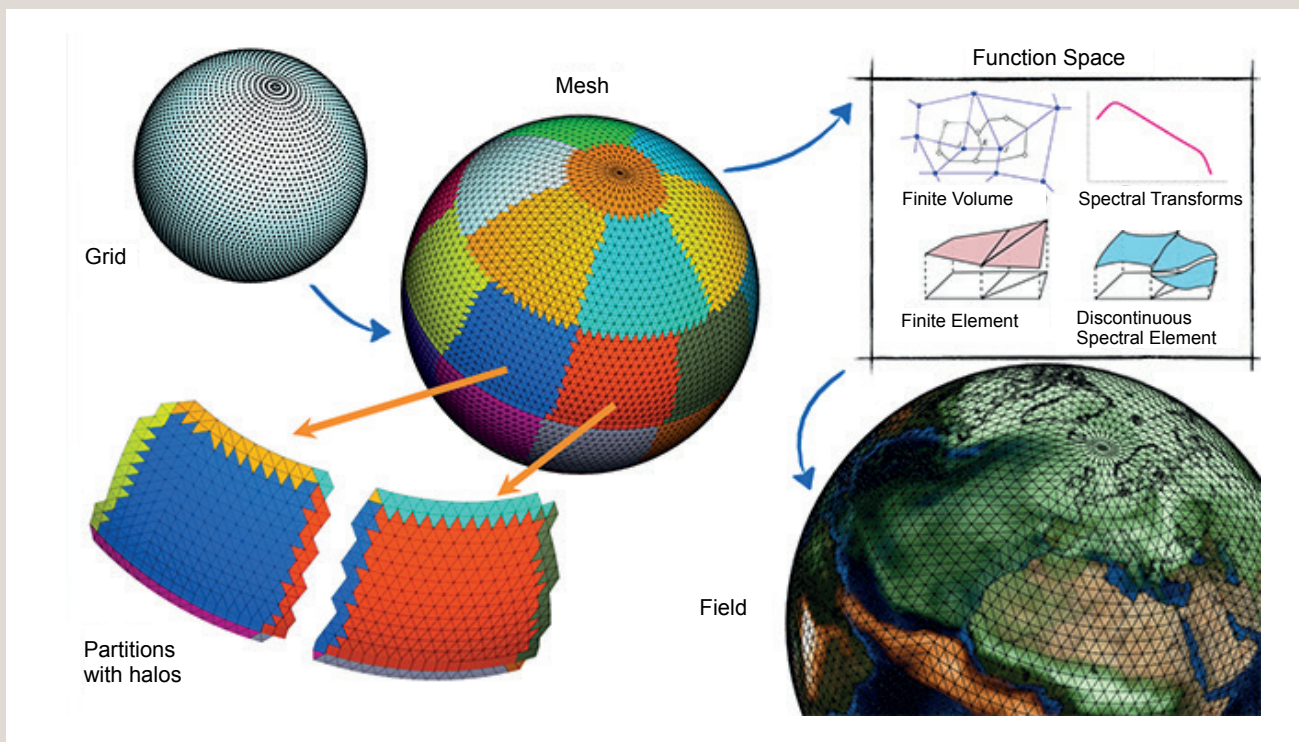 Grid
Mesh
Function Space
Finite Volume
Spectral Transforms
Finite Element
Discontinuous
Spectral Element
Partitions
with halos
Field